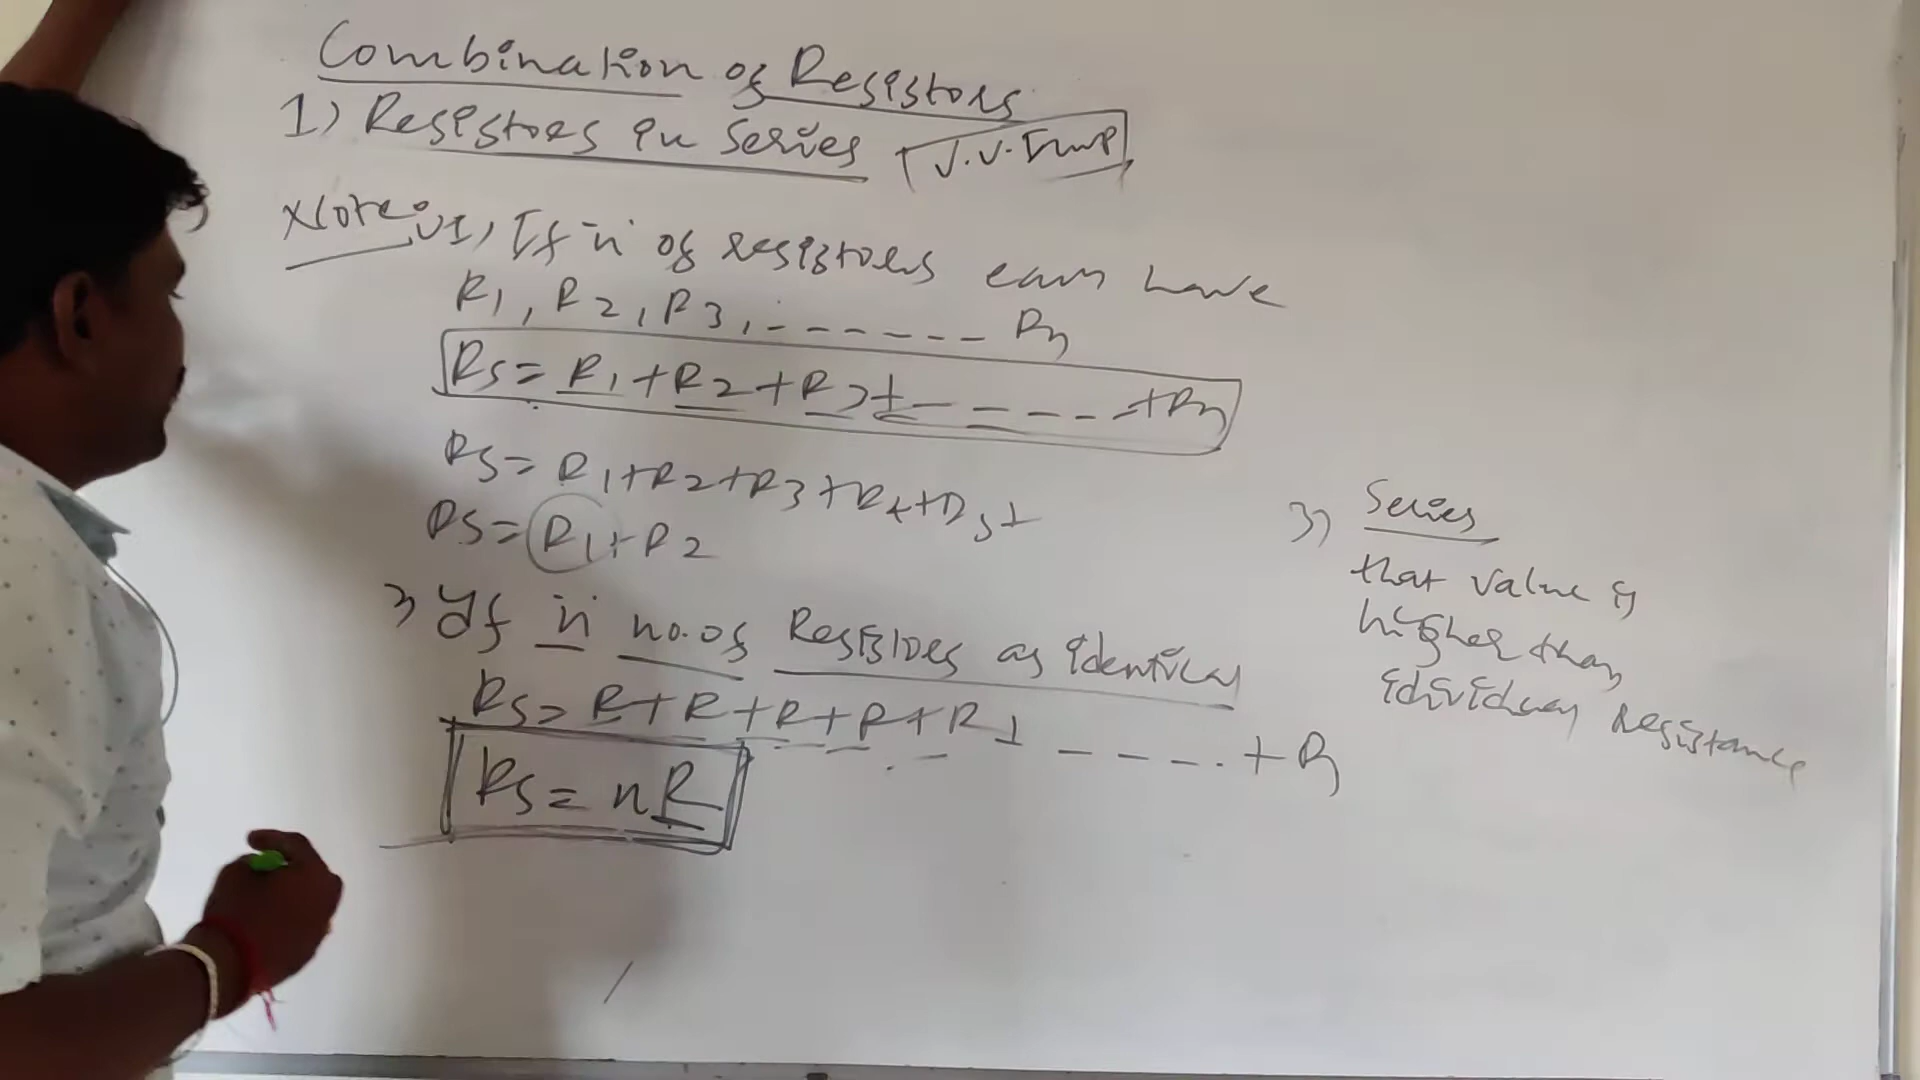 Combination of Resistors
1) Resistors in Series V.V.Imp
Note:- 1) If 'n' of resistors each have
R1, R2, R3, ------- Rn
Rs = R1 + R2 + R3 + ----- + Rn
Rs = R1 + R2 + R3 + R4 + R5 +
Rs = R1 + R2
If 'n' no. of Resistors as identical
Rs = R + R + R + R + R + ---- + R
Rs = nR
3) Series
that value is
higher than
individual resistance